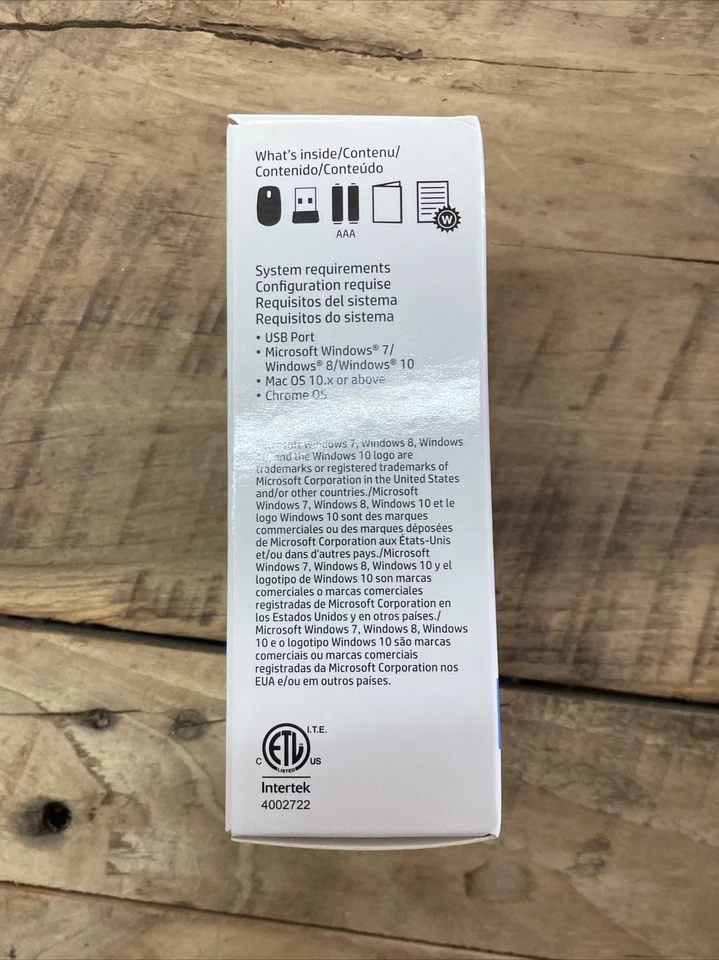 What's inside/Contenu/
Contenido/Conteúdo
W
AAA
System requirements
Configuration requise
Requisitos del sistema
Requisitos do sistema
• USB Port
• Microsoft Windows® 7/
Windows® 8/Windows® 10
• Mac OS 10.x or above
• Chrome OS
Microsoft Windows 7, Windows 8, Windows
10, and the Windows 10 logo are
trademarks or registered trademarks of
Microsoft Corporation in the United States
and/or other countries./Microsoft
Windows 7, Windows 8, Windows 10 et le
logo Windows 10 sont des marques
commerciales ou des marques déposées
de Microsoft Corporation aux États-Unis
et/ou dans d'autres pays./Microsoft
Windows 7, Windows 8, Windows 10 y el
logotipo de Windows 10 son marcas
comerciales o marcas comerciales
registradas de Microsoft Corporation en
los Estados Unidos y en otros países./
Microsoft Windows 7, Windows 8, Windows
10 e o logotipo Windows 10 são marcas
comerciais ou marcas comerciais
registradas da Microsoft Corporation nos
EUA e/ou em outros países.
I.T.E.
ETL
LISTED
C US
Intertek
4002722